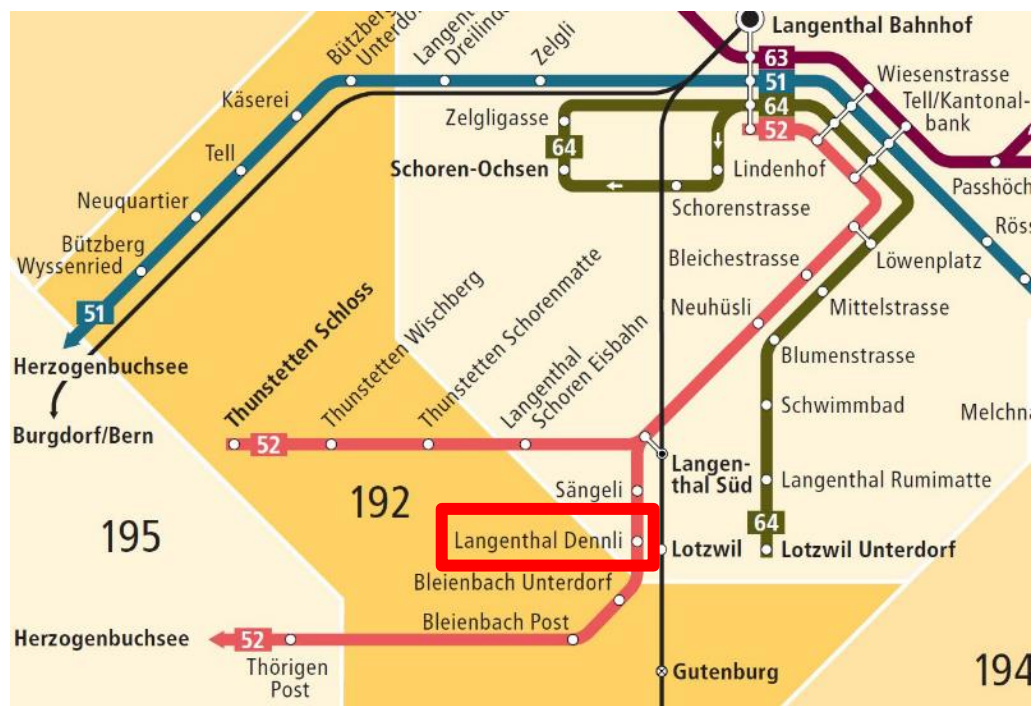 Langenthal Bahnhof
63
51
64
52
Wiesenstrasse
Tell/Kantonal-
bank
Passhöch
Röss
Bützberg
Unterdorf
Langent
Dreilinde
Zelgli
Käserei
Tell
Neuquartier
Bützberg
Wyssenried
51
Herzogenbuchsee
Burgdorf/Bern
Zelgligasse
64
Schoren-Ochsen
Lindenhof
Schorenstrasse
Bleichestrasse
Löwenplatz
Neuhüsli
Mittelstrasse
Blumenstrasse
Schwimmbad
Melchna
Langenthal Rumimatte
64
Lotzwil Unterdorf
Thunstetten Schloss
Thunstetten Wischberg
Thunstetten Schorenmatte
Langenthal
Schoren Eisbahn
52
Langen-
thal Süd
Sängeli
192
195
Langenthal Dennli
Lotzwil
Bleienbach Unterdorf
Bleienbach Post
Herzogenbuchsee
52
Thörigen
Post
Gutenburg
194